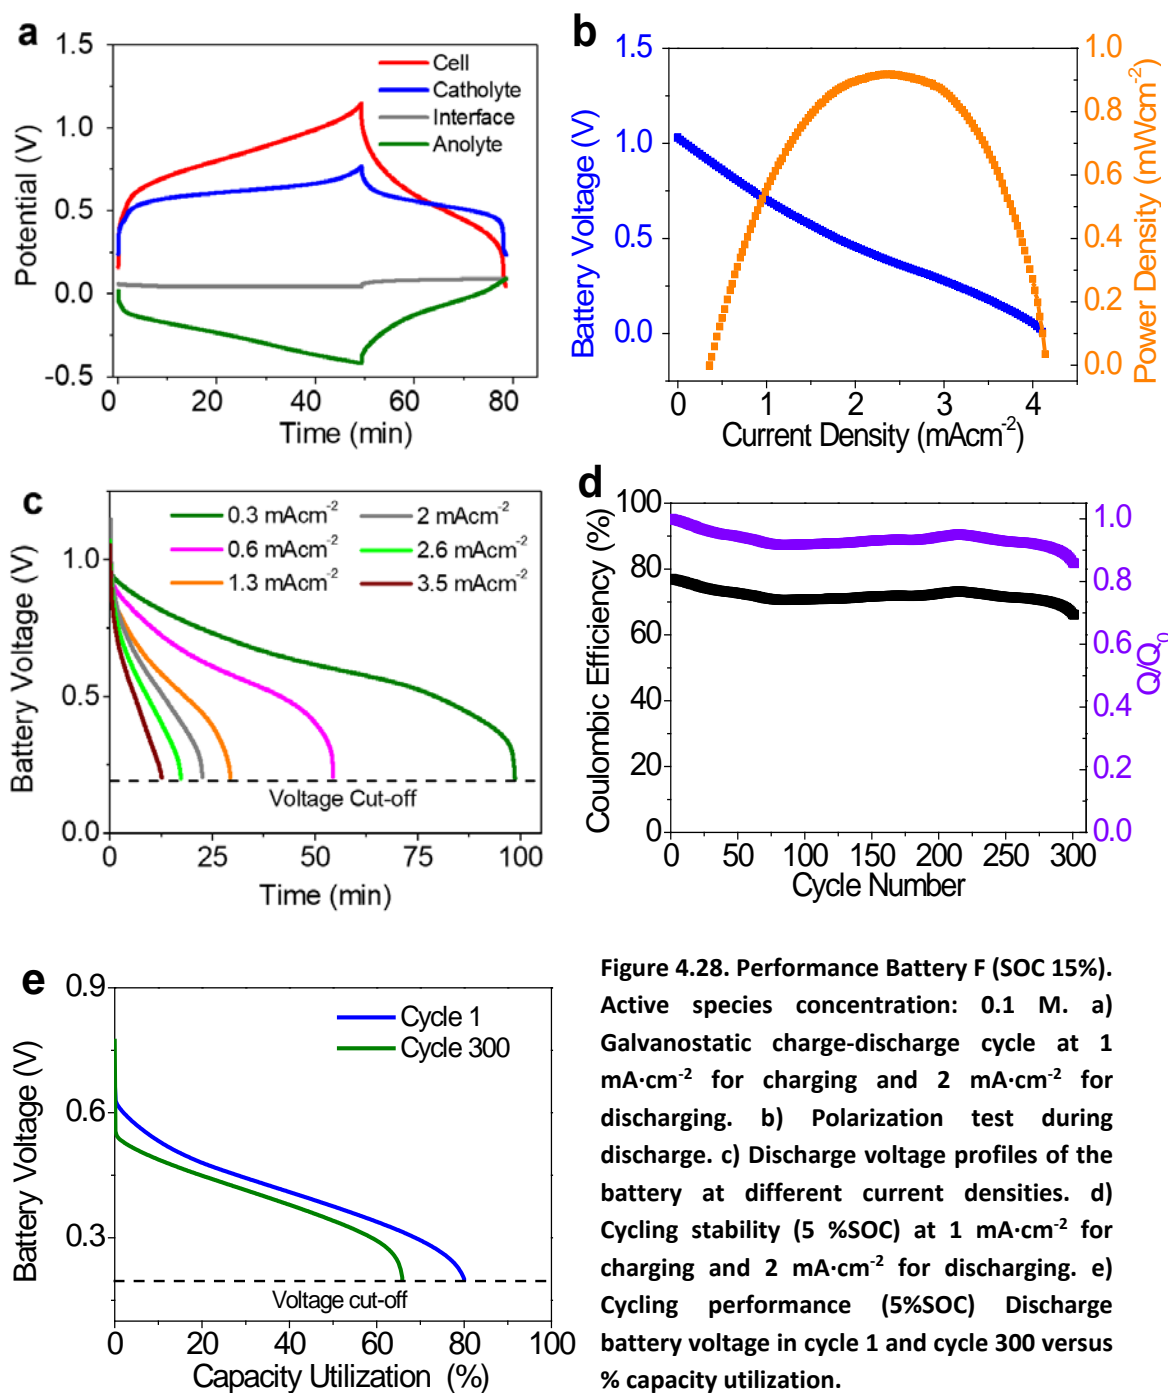 a
1.5
1.0
0.5
0.0
-0.5
Potential (V)
Cell
Catholyte
Interface
Anolyte
0 20 40 60 80
Time (min)
b
1.5
1.0
0.5
0.0
Battery Voltage (V)
1.0
0.8
0.6
0.4
0.2
0.0
Power Density (mWcm⁻²)
0 1 2 3 4
Current Density (mAcm⁻²)
c
1.0
0.5
0.0
Battery Voltage (V)
0.3 mAcm⁻² 2 mAcm⁻²
0.6 mAcm⁻² 2.6 mAcm⁻²
1.3 mAcm⁻² 3.5 mAcm⁻²
Voltage Cut-off
0 25 50 75 100
Time (min)
d
100
80
60
40
20
0
Coulombic Efficiency (%)
1.0
0.8
0.6
0.4
0.2
0.0
Q/Q₀
0 50 100 150 200 250 300
Cycle Number
e
0.9
0.6
0.3
Battery Voltage (V)
Cycle 1
Cycle 300
Voltage cut-off
0 20 40 60 80 100
Capacity Utilization (%)
Figure 4.28. Performance Battery F (SOC 15%).
Active species concentration: 0.1 M. a)
Galvanostatic charge-discharge cycle at 1
mA·cm⁻² for charging and 2 mA·cm⁻² for
discharging. b) Polarization test during
discharge. c) Discharge voltage profiles of the
battery at different current densities. d)
Cycling stability (5 %SOC) at 1 mA·cm⁻² for
charging and 2 mA·cm⁻² for discharging. e)
Cycling performance (5%SOC) Discharge
battery voltage in cycle 1 and cycle 300 versus
% capacity utilization.